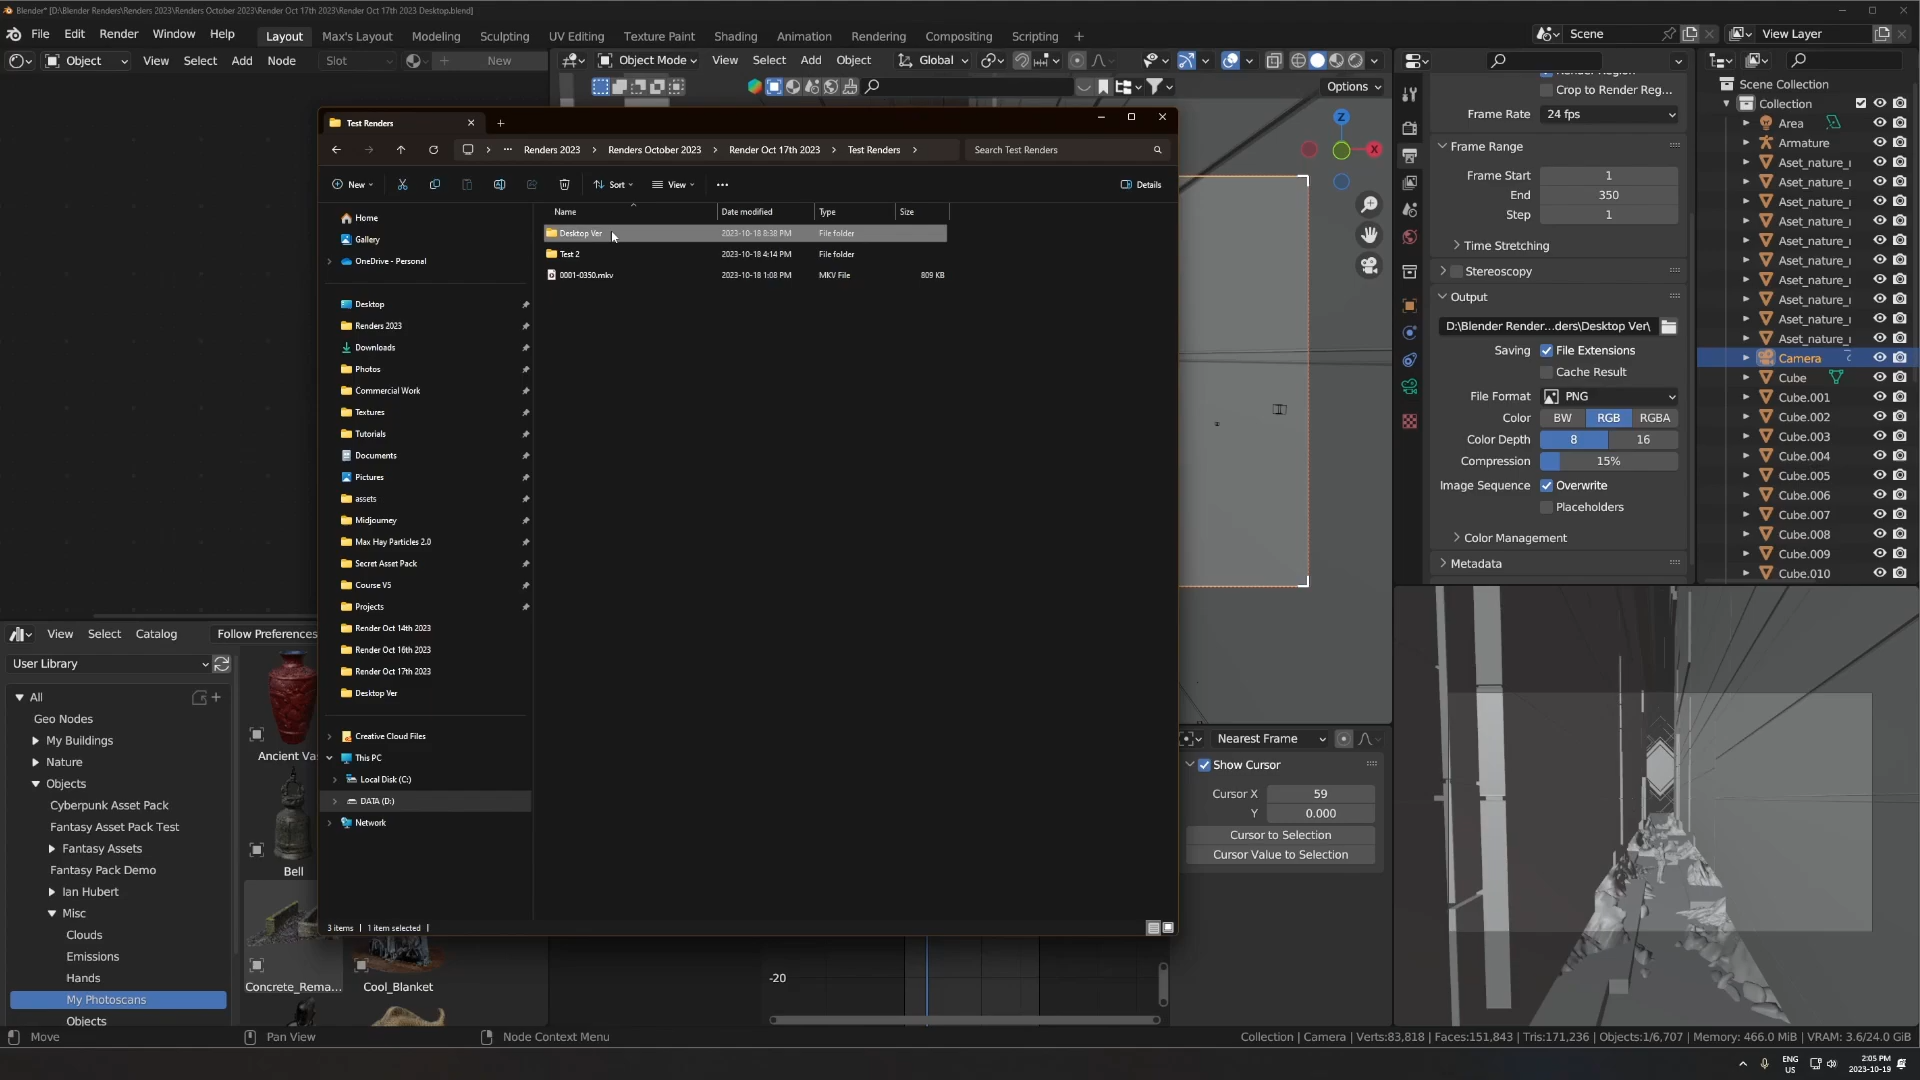 Blender* [D:\Blender Renders\Renders 2023\Renders October 2023\Render Oct 17th 2023\Render Oct 17th 2023 Desktop.blend]
File Edit Render Window Help Layout Max's Layout Modeling Sculpting UV Editing Texture Paint Shading Animation Rendering Compositing Scripting + Scene View Layer
Object View Select Add Node Slot New Object Mode View Select Add Object Global
Options
Test Renders
Renders 2023 Renders October 2023 Render Oct 17th 2023 Test Renders Search Test Renders
New Sort View Details
Name Date modified Type Size
Desktop Ver 2023-10-18 8:38 PM File folder
Test 2 2023-10-18 4:14 PM File folder
0001-0350.mkv 2023-10-18 1:08 PM MKV File 809 KB
Home
Gallery
OneDrive - Personal
Desktop
Renders 2023
Downloads
Photos
Commercial Work
Textures
Tutorials
Documents
Pictures
assets
Midjourney
Max Hay Particles 2.0
Secret Asset Pack
Course V5
Projects
Render Oct 14th 2023
Render Oct 16th 2023
Render Oct 17th 2023
Desktop Ver
Creative Cloud Files
This PC
Local Disk (C:)
DATA (D:)
Network
3 items 1 item selected
Z
X
Crop to Render Reg...
Frame Rate 24 fps
Frame Range
Frame Start 1
End 350
Step 1
Time Stretching
Stereoscopy
Output
D:\Blender Render...ders\Desktop Ver\
Saving File Extensions
Cache Result
File Format PNG
Color BW RGB RGBA
Color Depth 8 16
Compression 15%
Image Sequence Overwrite
Placeholders
Color Management
Metadata
Scene Collection
Collection
Area
Armature
Aset_nature_r
Aset_nature_r
Aset_nature_r
Aset_nature_r
Aset_nature_r
Aset_nature_r
Aset_nature_r
Aset_nature_r
Aset_nature_r
Aset_nature_r
Camera
Cube
Cube.001
Cube.002
Cube.003
Cube.004
Cube.005
Cube.006
Cube.007
Cube.008
Cube.009
Cube.010
View Select Catalog Follow Preferences
User Library
All
Geo Nodes
My Buildings
Nature
Objects
Cyberpunk Asset Pack
Fantasy Asset Pack Test
Fantasy Assets
Fantasy Pack Demo
Ian Hubert
Misc
Clouds
Emissions
Hands
My Photoscans
Objects
Ancient Va
Bell
Concrete_Rema...
Cool_Blanket
-20
Nearest Frame
Show Cursor
Cursor X 59
Y 0.000
Cursor to Selection
Cursor Value to Selection
Move Pan View Node Context Menu
Collection | Camera | Verts:83,818 | Faces:151,843 | Tris:171,236 | Objects:1/6,707 | Memory: 466.0 MiB | VRAM: 3.6/24.0 GiB
ENG
US
2:05 PM
2023-10-19